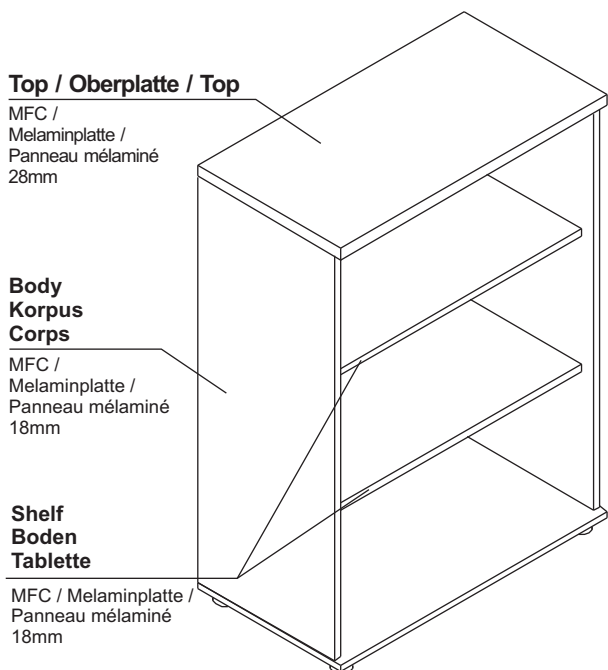 Top / Oberplatte / Top
MFC /
Melaminplatte /
Panneau mélaminé
28mm
Body
Korpus
Corps
MFC /
Melaminplatte /
Panneau mélaminé
18mm
Shelf
Boden
Tablette
MFC / Melaminplatte /
Panneau mélaminé
18mm